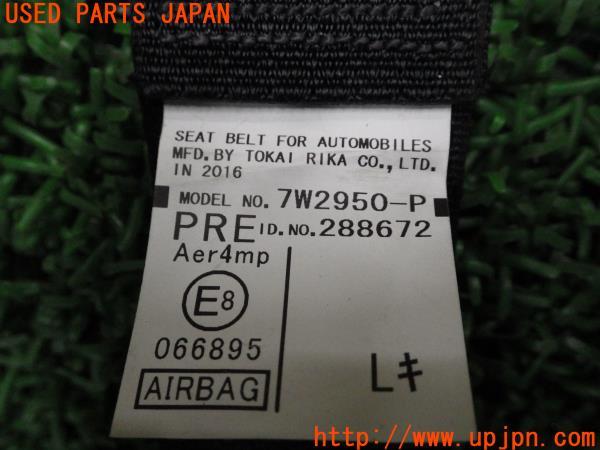 USED PARTS JAPAN
SEAT BELT FOR AUTOMOBILES
MFD. BY TOKAI RIKA CO., LTD.
IN 2016
MODEL NO. 7W2950-P
PRE ID.NO.288672
Aer4mp
E8
066895
AIRBAG
Lキ
UPJ
http://www.upjpn.com